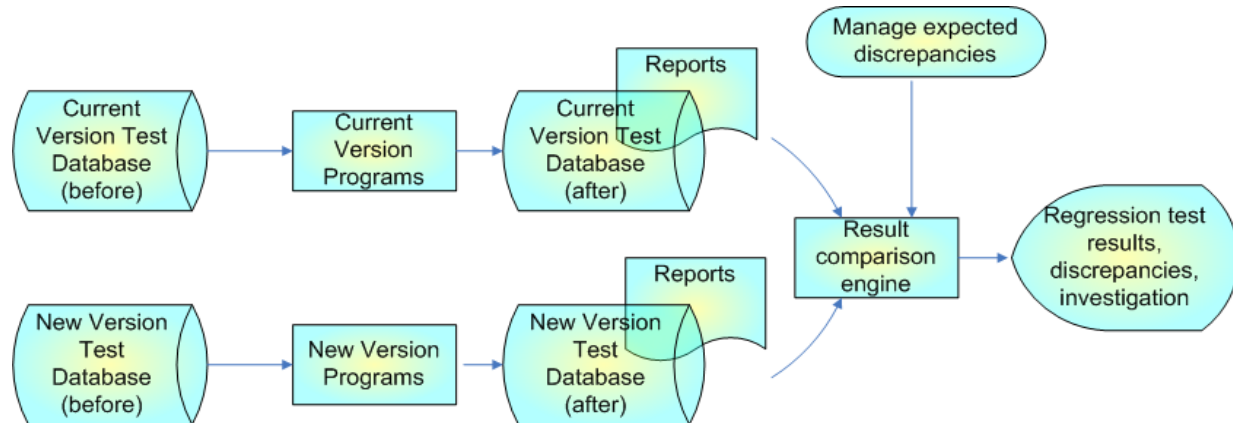 Manage expected
discrepancies
Reports
Current
Version Test
Database
(before)
Current
Version
Programs
Current
Version Test
Database
(after)
Result
comparison
engine
Regression test
results,
discrepancies,
investigation
Reports
New Version
Test
Database
(before)
New Version
Programs
New Version
Test
Database
(after)